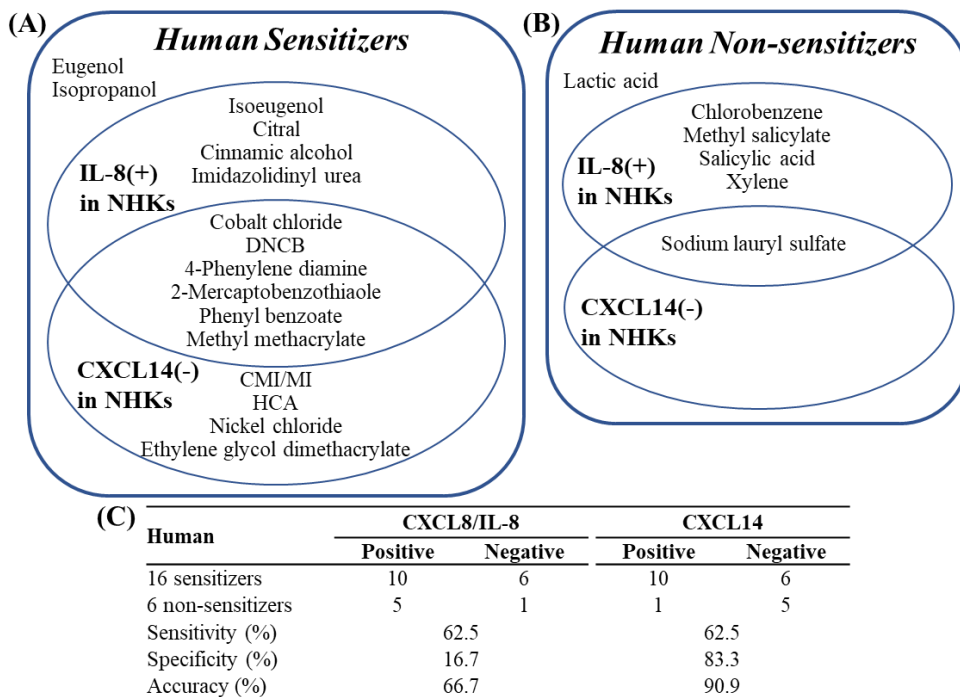 (A)
Human Sensitizers
Eugenol
Isopropanol
Isoeugenol
Citral
Cinnamic alcohol
Imidazolidinyl urea
IL-8(+)
in NHKs
Cobalt chloride
DNCB
4-Phenylene diamine
2-Mercaptobenzothiaole
Phenyl benzoate
Methyl methacrylate
CXCL14(-)
in NHKs
CMI/MI
HCA
Nickel chloride
Ethylene glycol dimethacrylate
(B)
Human Non-sensitizers
Lactic acid
Chlorobenzene
Methyl salicylate
Salicylic acid
Xylene
IL-8(+)
in NHKs
Sodium lauryl sulfate
CXCL14(-)
in NHKs
(C)
Human CXCL8/IL-8 CXCL14
Positive Negative Positive Negative
16 sensitizers 10 6 10 6
6 non-sensitizers 5 1 1 5
Sensitivity (%) 62.5 62.5
Specificity (%) 16.7 83.3
Accuracy (%) 66.7 90.9